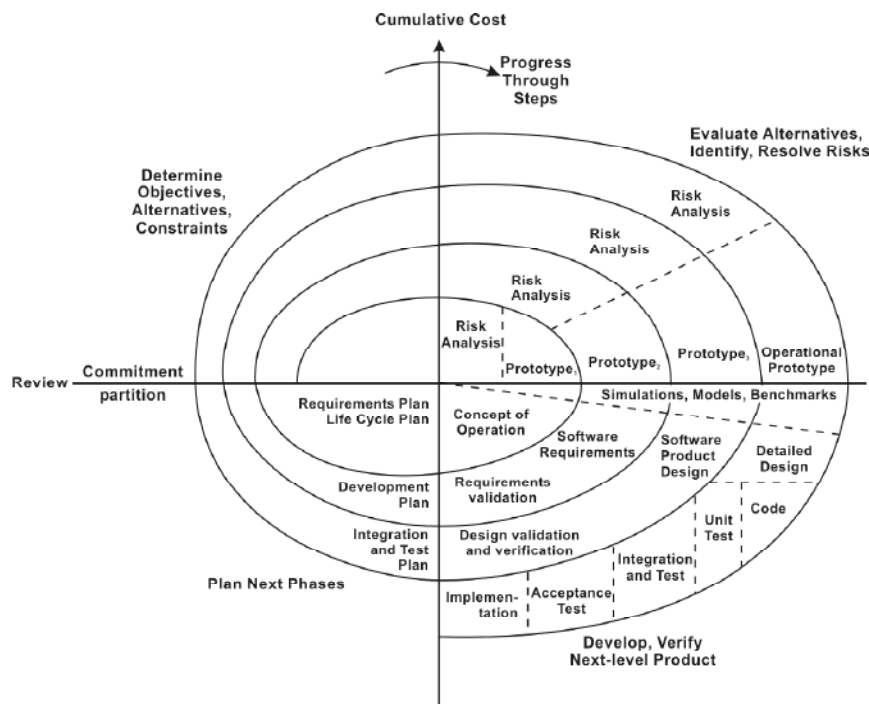 Cumulative Cost
Progress
Through
Steps
Evaluate Alternatives,
Identify, Resolve Risks
Determine
Objectives,
Alternatives,
Constraints
Risk
Analysis
Risk
Analysis
Risk
Analysis
Risk
Analysis
Prototype₁
Prototype₂
Prototype₃
Operational
Prototype
Review
Commitment
partition
Simulations, Models, Benchmarks
Requirements Plan
Life Cycle Plan
Concept of
Operation
Software
Requirements
Software
Product
Design
Detailed
Design
Development
Plan
Requirements
validation
Unit
Test
Code
Integration
and Test
Plan
Design validation
and verification
Integration
and Test
Plan Next Phases
Implemen-
tation
Acceptance
Test
Develop, Verify
Next-level Product